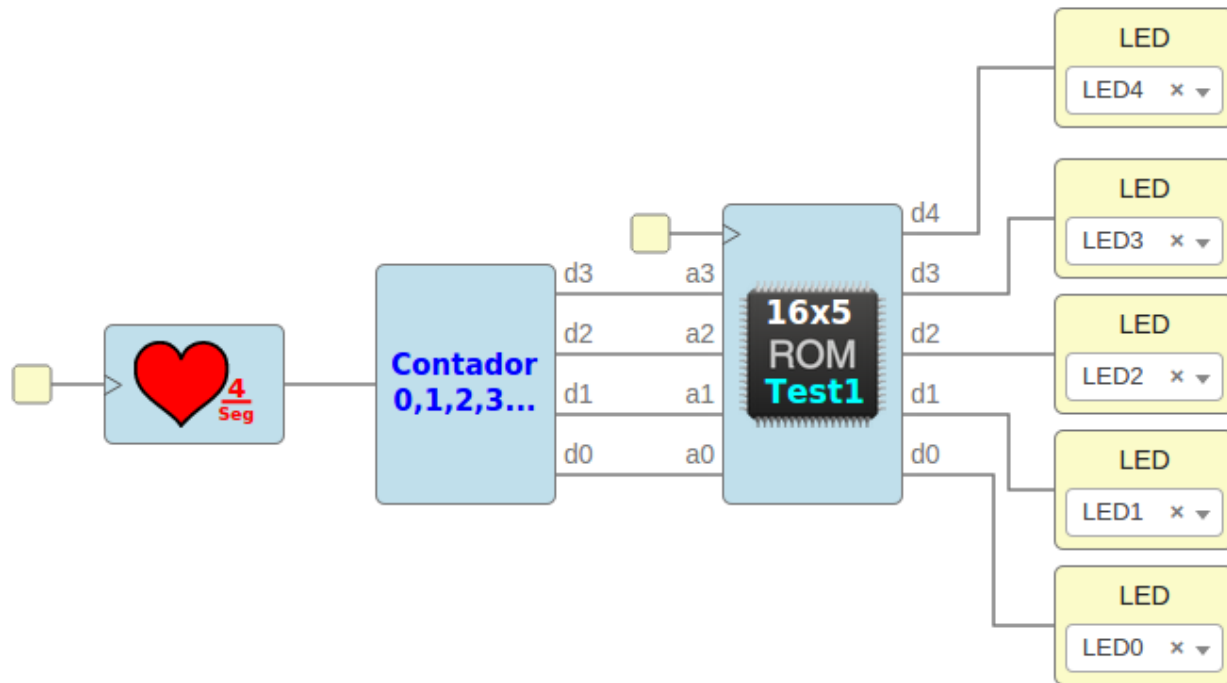 LED
LED4 ×
LED
d4
LED3 ×
d3
a3
d3
16x5
LED
d2
a2
ROM
d2
4
Seg
Contador
0,1,2,3...
LED2 ×
d1
a1
Test1
d1
d0
a0
d0
LED
LED1 ×
LED
LED0 ×